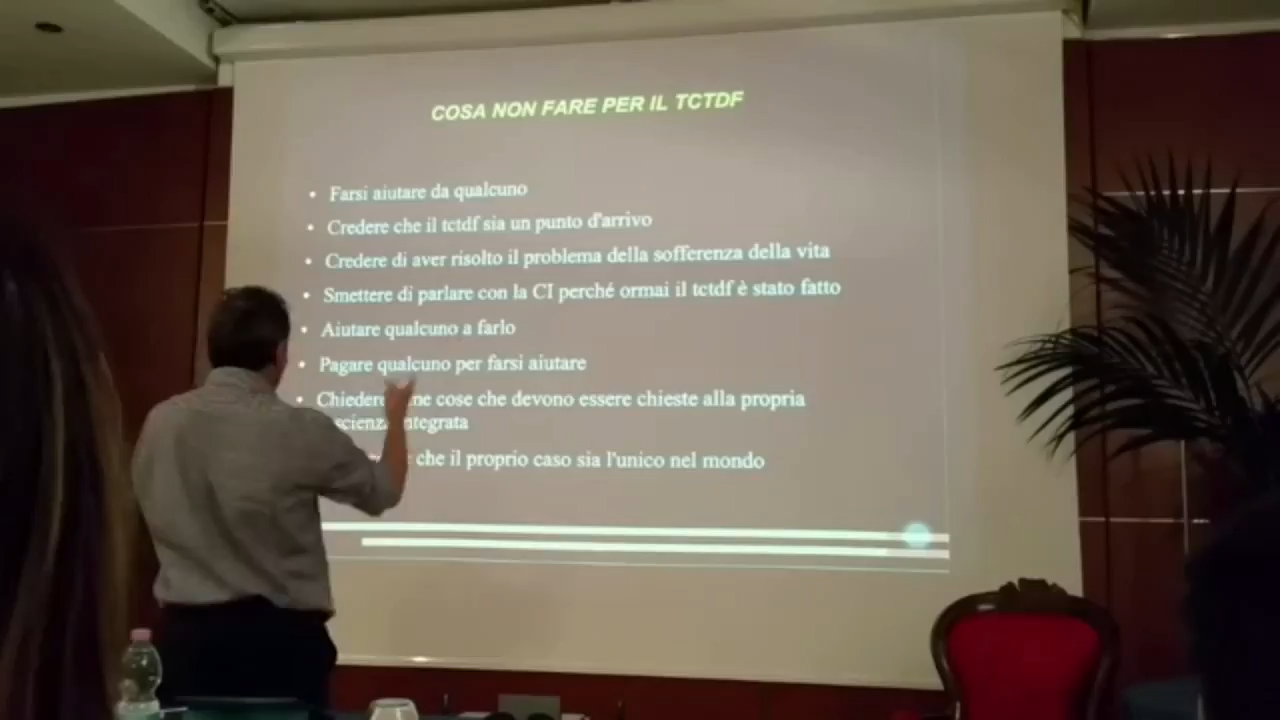 COSA NON FARE PER IL TCTDF
• Farsi aiutare da qualcuno
• Credere che il tctdf sia un punto d'arrivo
• Credere di aver risolto il problema della sofferenza della vita
• Smettere di parlare con la CI perché ormai il tctdf è stato fatto
• Aiutare qualcuno a farlo
• Pagare qualcuno per farsi aiutare
• Chiedere cose che devono essere chieste alla propria
che il proprio caso sia l'unico nel mondo